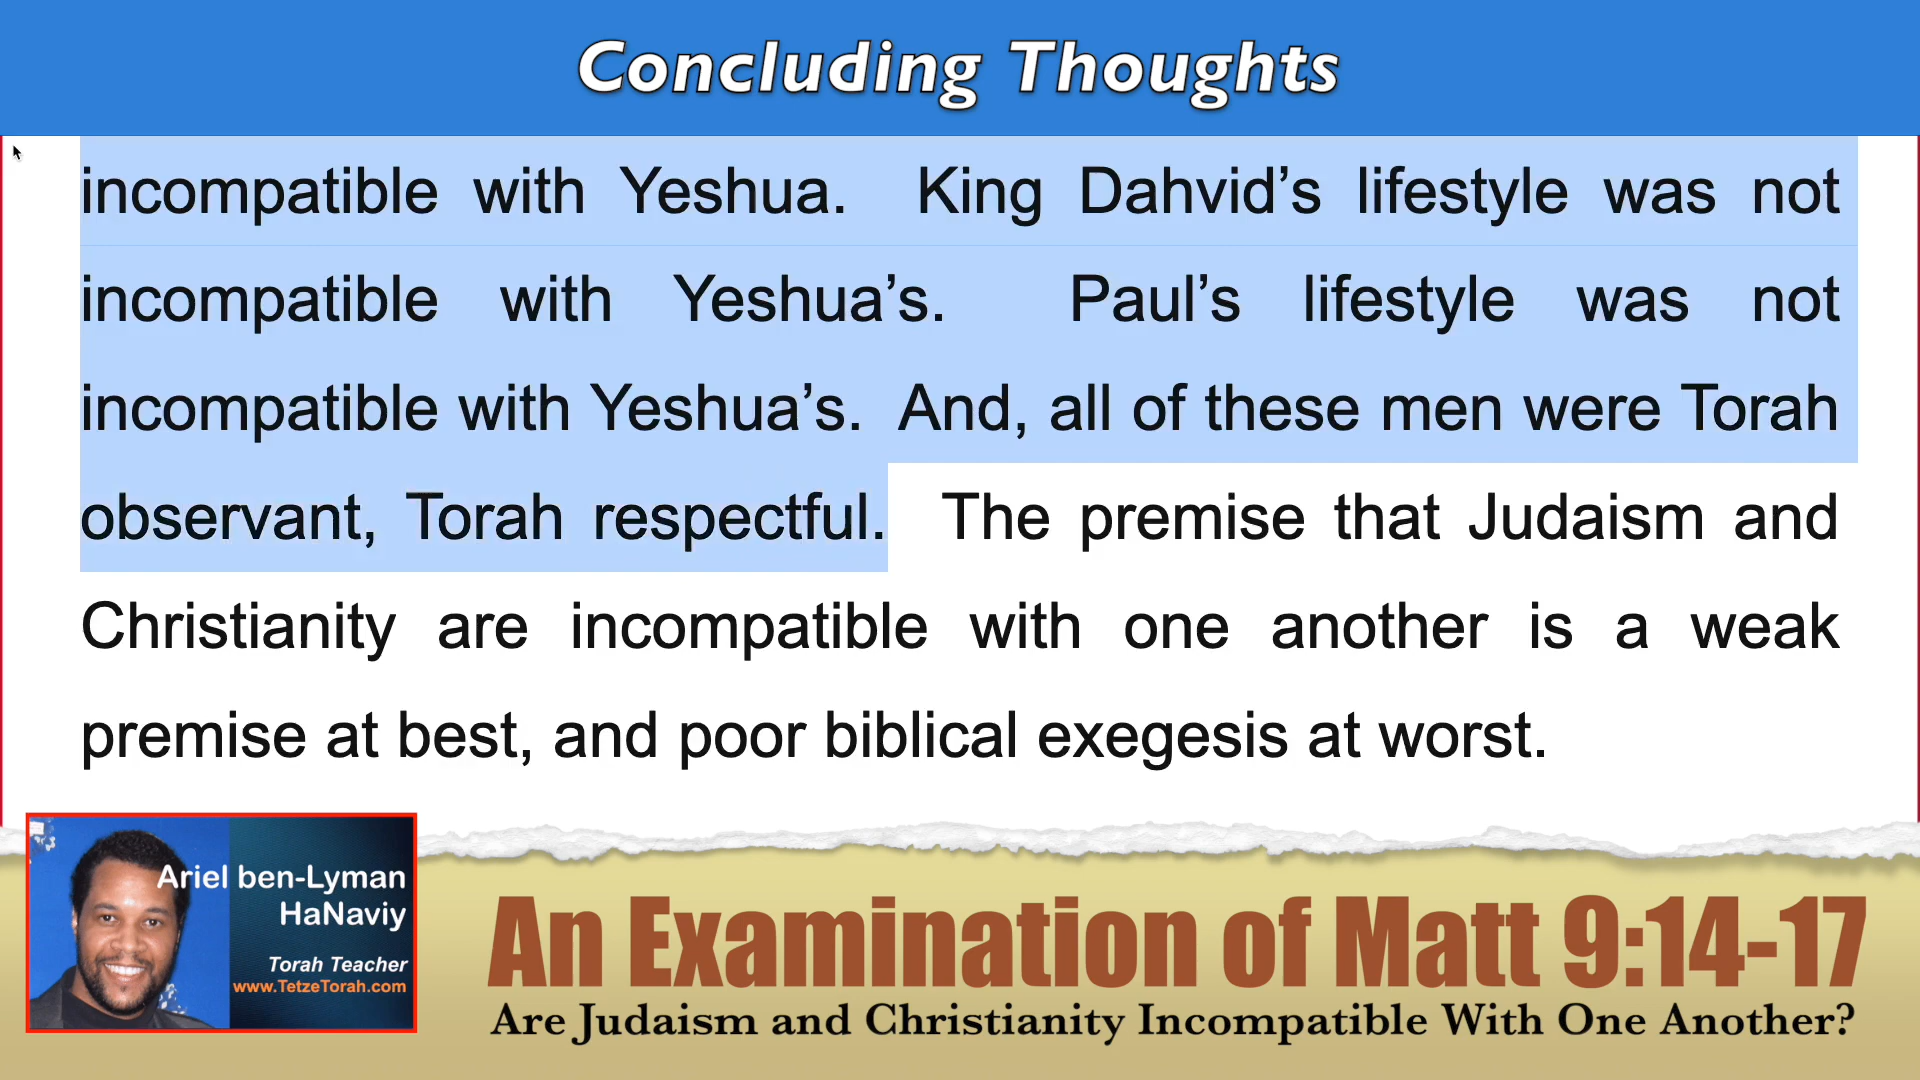 Concluding Thoughts
incompatible with Yeshua. King Dahvid’s lifestyle was not
incompatible with Yeshua’s. Paul’s lifestyle was not
incompatible with Yeshua’s. And, all of these men were Torah
observant, Torah respectful. The premise that Judaism and
Christianity are incompatible with one another is a weak
premise at best, and poor biblical exegesis at worst.
Ariel ben-Lyman
HaNaviy
Torah Teacher
www.TetzeTorah.com
An Examination of Matt 9:14-17
Are Judaism and Christianity Incompatible With One Another?